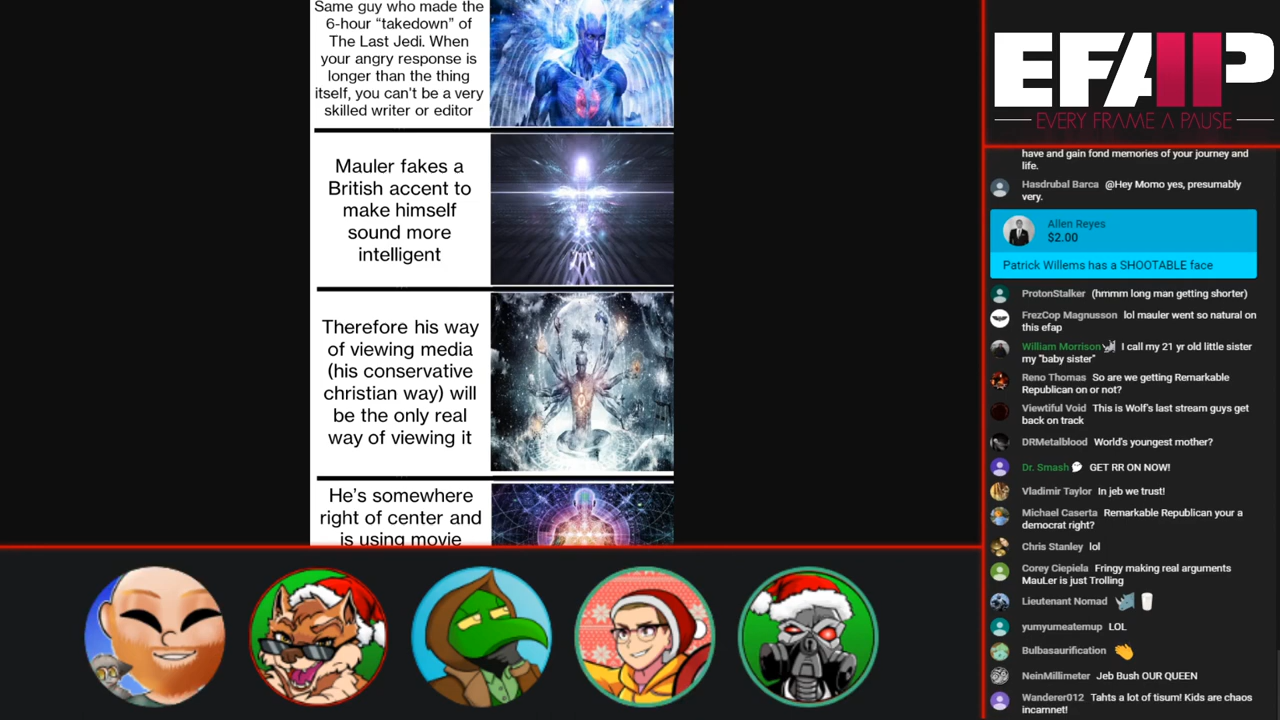 Same guy who made the
6-hour “takedown” of
The Last Jedi. When
your angry response is
longer than the thing
itself, you can't be a very
skilled writer or editor
Mauler fakes a
British accent to
make himself
sound more
intelligent
Therefore his way
of viewing media
(his conservative
christian way) will
be the only real
way of viewing it
He's somewhere
right of center and
is using movie
EFAP
EVERY FRAME A PAUSE
have and gain fond memories of your journey and
life.
Hasdrubal Barca @Hey Momo yes, presumably
very.
Allen Reyes
$2.00
Patrick Willems has a SHOOTABLE face
ProtonStalker (hmmm long man getting shorter)
FrezCop Magnusson lol mauler went so natural on
this efap
William Morrison I call my 21 yr old little sister
my "baby sister"
Reno Thomas So are we getting Remarkable
Republican on or not?
Viewtiful Void This is Wolf's last stream guys get
back on track
DRMetalblood World's youngest mother?
Dr. Smash GET RR ON NOW!
Vladimir Taylor In jeb we trust!
Michael Caserta Remarkable Republican your a
democrat right?
Chris Stanley lol
Corey Ciepiela Fringy making real arguments
MauLer is just Trolling
Lieutenant Nomad
yumyumeatemup LOL
Bulbasaurification
NeinMillimeter Jeb Bush OUR QUEEN
Wanderer012 Tahts a lot of tisum! Kids are chaos
incarnnet!